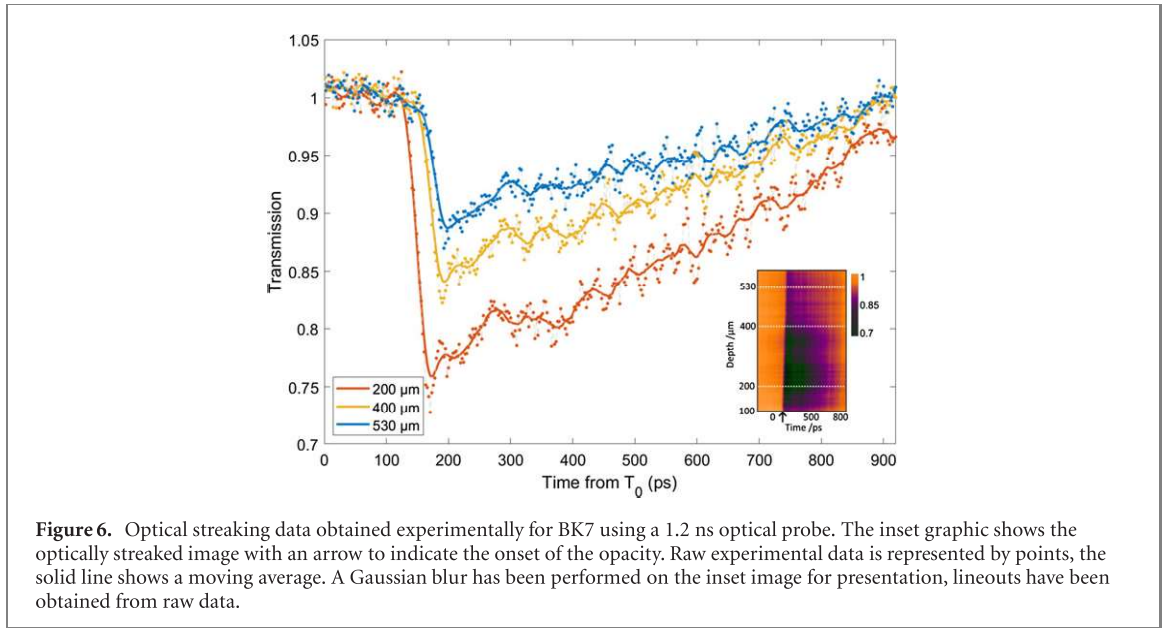 1.05
1
0.95
0.9
0.85
0.8
0.75
0.7
Transmission
0 100 200 300 400 500 600 700 800 900
Time from T0 (ps)
200 μm
400 μm
530 μm
530
400
200
100
Depth /μm
0 500 800
Time /ps
1
0.85
0.7
Figure 6. Optical streaking data obtained experimentally for BK7 using a 1.2 ns optical probe. The inset graphic shows the
optically streaked image with an arrow to indicate the onset of the opacity. Raw experimental data is represented by points, the
solid line shows a moving average. A Gaussian blur has been performed on the inset image for presentation, lineouts have been
obtained from raw data.